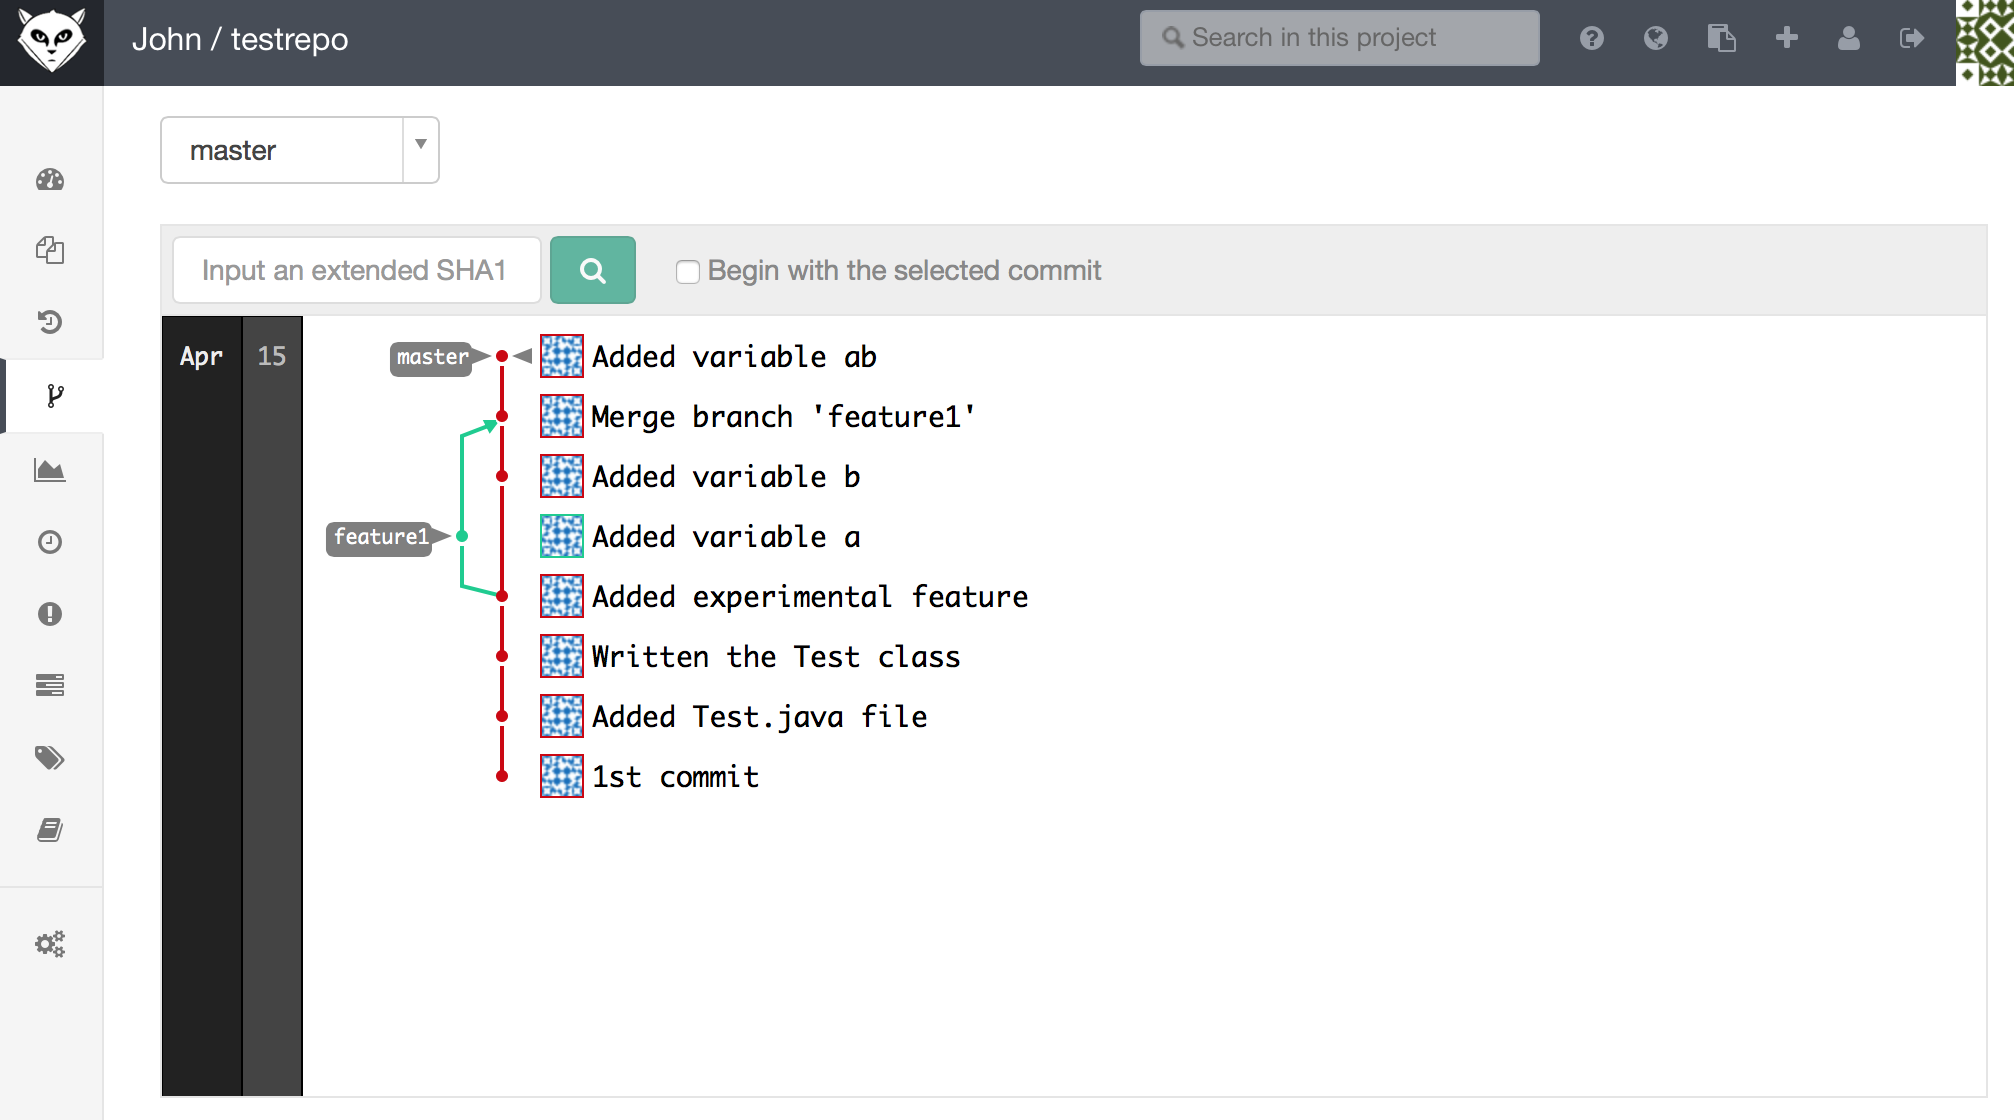 John / testrepo
Search in this project
master
Input an extended SHA1
Begin with the selected commit
Apr 15
master Added variable ab
Merge branch 'feature1'
Added variable b
feature1 Added variable a
Added experimental feature
Written the Test class
Added Test.java file
1st commit